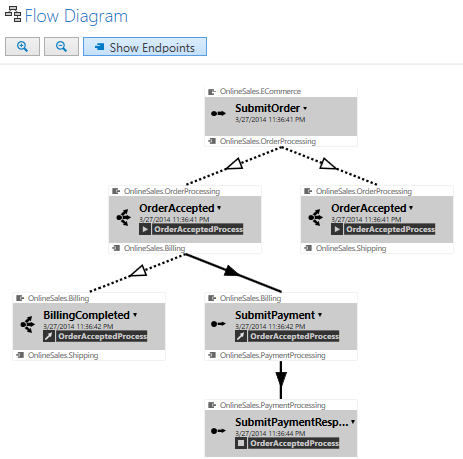 Flow Diagram
Show Endpoints
OnlineSales.ECommerce
SubmitOrder
3/27/2014 11:36:41 PM
OnlineSales.OrderProcessing
OnlineSales.OrderProcessing
OrderAccepted
3/27/2014 11:36:41 PM
OrderAcceptedProcess
OnlineSales.Billing
OnlineSales.OrderProcessing
OrderAccepted
3/27/2014 11:36:41 PM
OrderAcceptedProcess
OnlineSales.Shipping
OnlineSales.Billing
BillingCompleted
3/27/2014 11:36:42 PM
OrderAcceptedProcess
OnlineSales.Shipping
OnlineSales.Billing
SubmitPayment
3/27/2014 11:36:42 PM
OrderAcceptedProcess
OnlineSales.PaymentProcessing
OnlineSales.PaymentProcessing
SubmitPaymentResp...
3/27/2014 11:36:44 PM
OrderAcceptedProcess